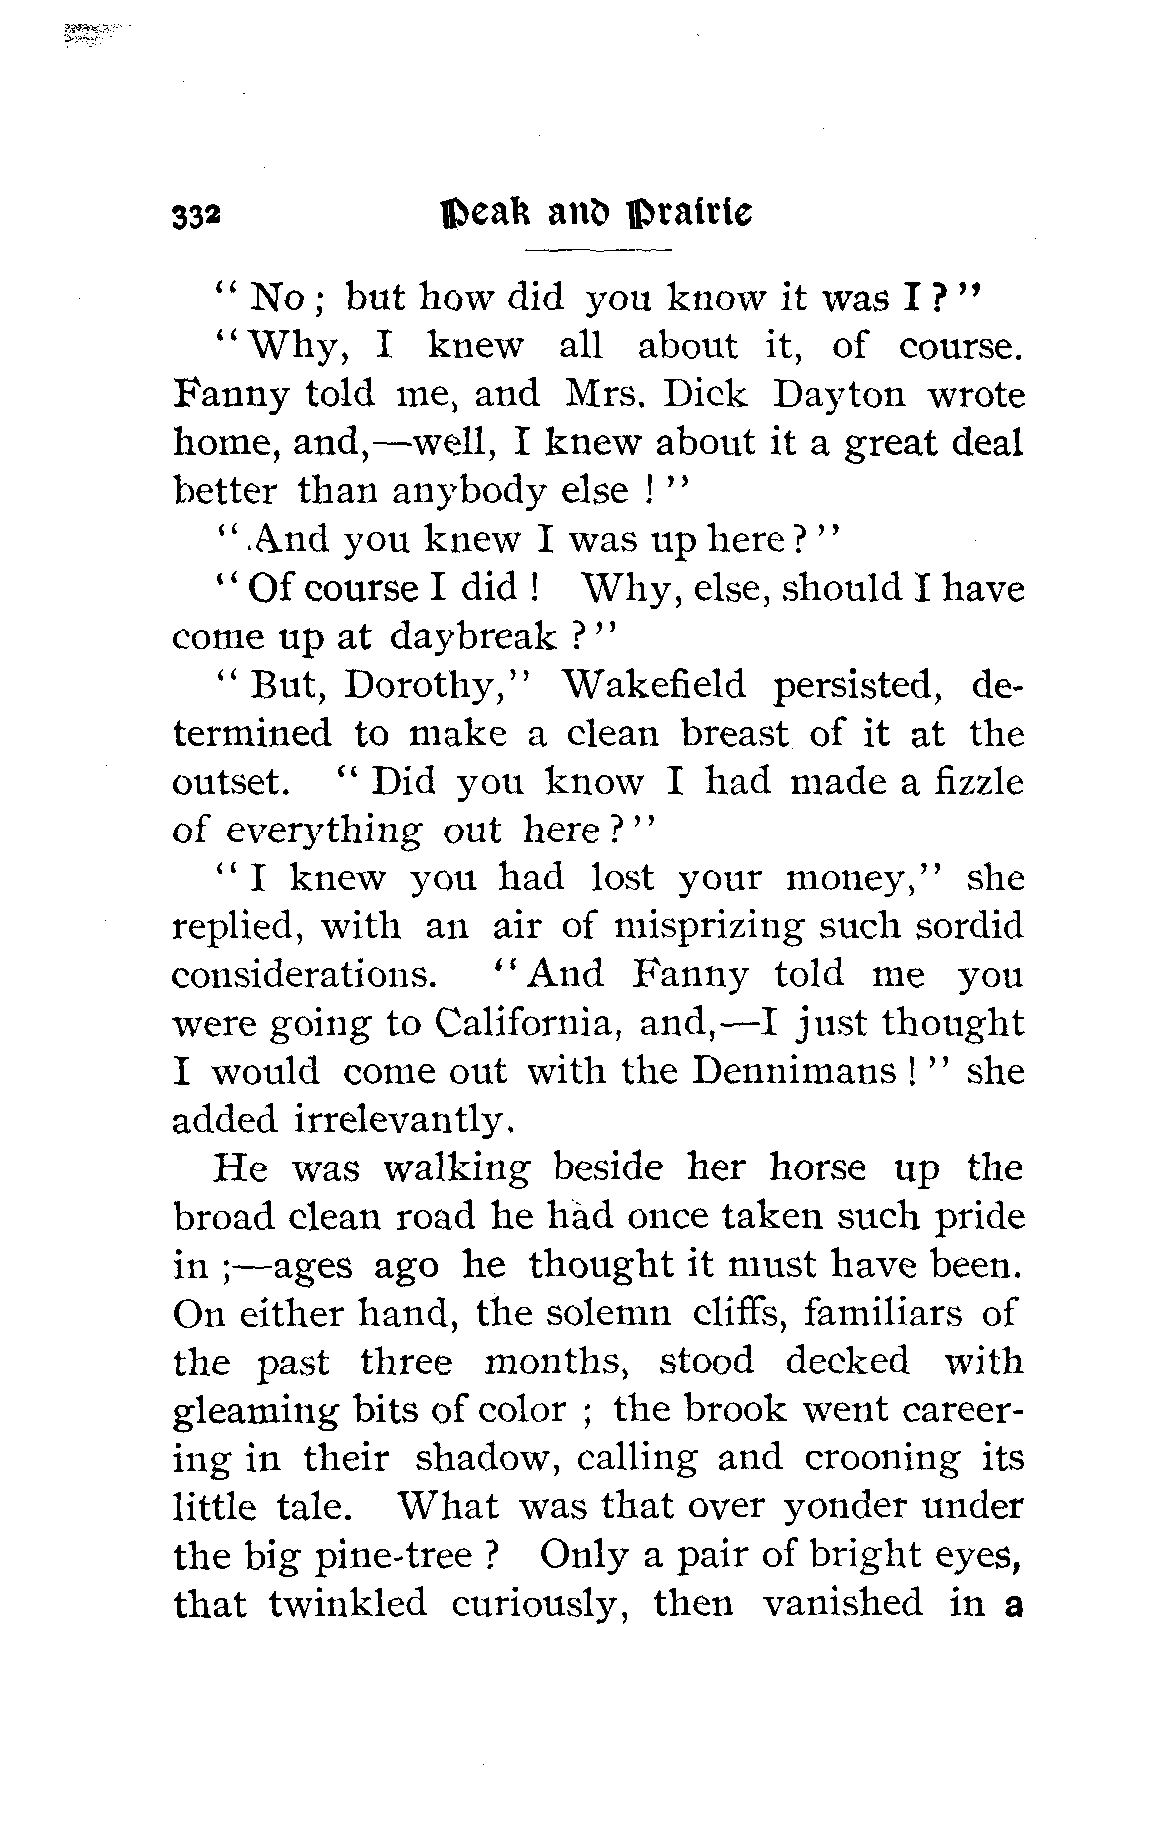 332 Peak and Prairie
“ No ; but how did you know it was I ? ”
“ Why, I knew all about it, of course.
Fanny told me, and Mrs. Dick Dayton wrote
home, and,—well, I knew about it a great deal
better than anybody else ! ”
“ And you knew I was up here ? ”
“ Of course I did ! Why, else, should I have
come up at daybreak ? ”
“ But, Dorothy,” Wakefield persisted, de-
termined to make a clean breast of it at the
outset. “ Did you know I had made a fizzle
of everything out here ? ”
“ I knew you had lost your money,” she
replied, with an air of misprizing such sordid
considerations. “ And Fanny told me you
were going to California, and,—I just thought
I would come out with the Dennimans ! ” she
added irrelevantly.
He was walking beside her horse up the
broad clean road he had once taken such pride
in ;—ages ago he thought it must have been.
On either hand, the solemn cliffs, familiars of
the past three months, stood decked with
gleaming bits of color ; the brook went career-
ing in their shadow, calling and crooning its
little tale. What was that over yonder under
the big pine-tree ? Only a pair of bright eyes,
that twinkled curiously, then vanished in a